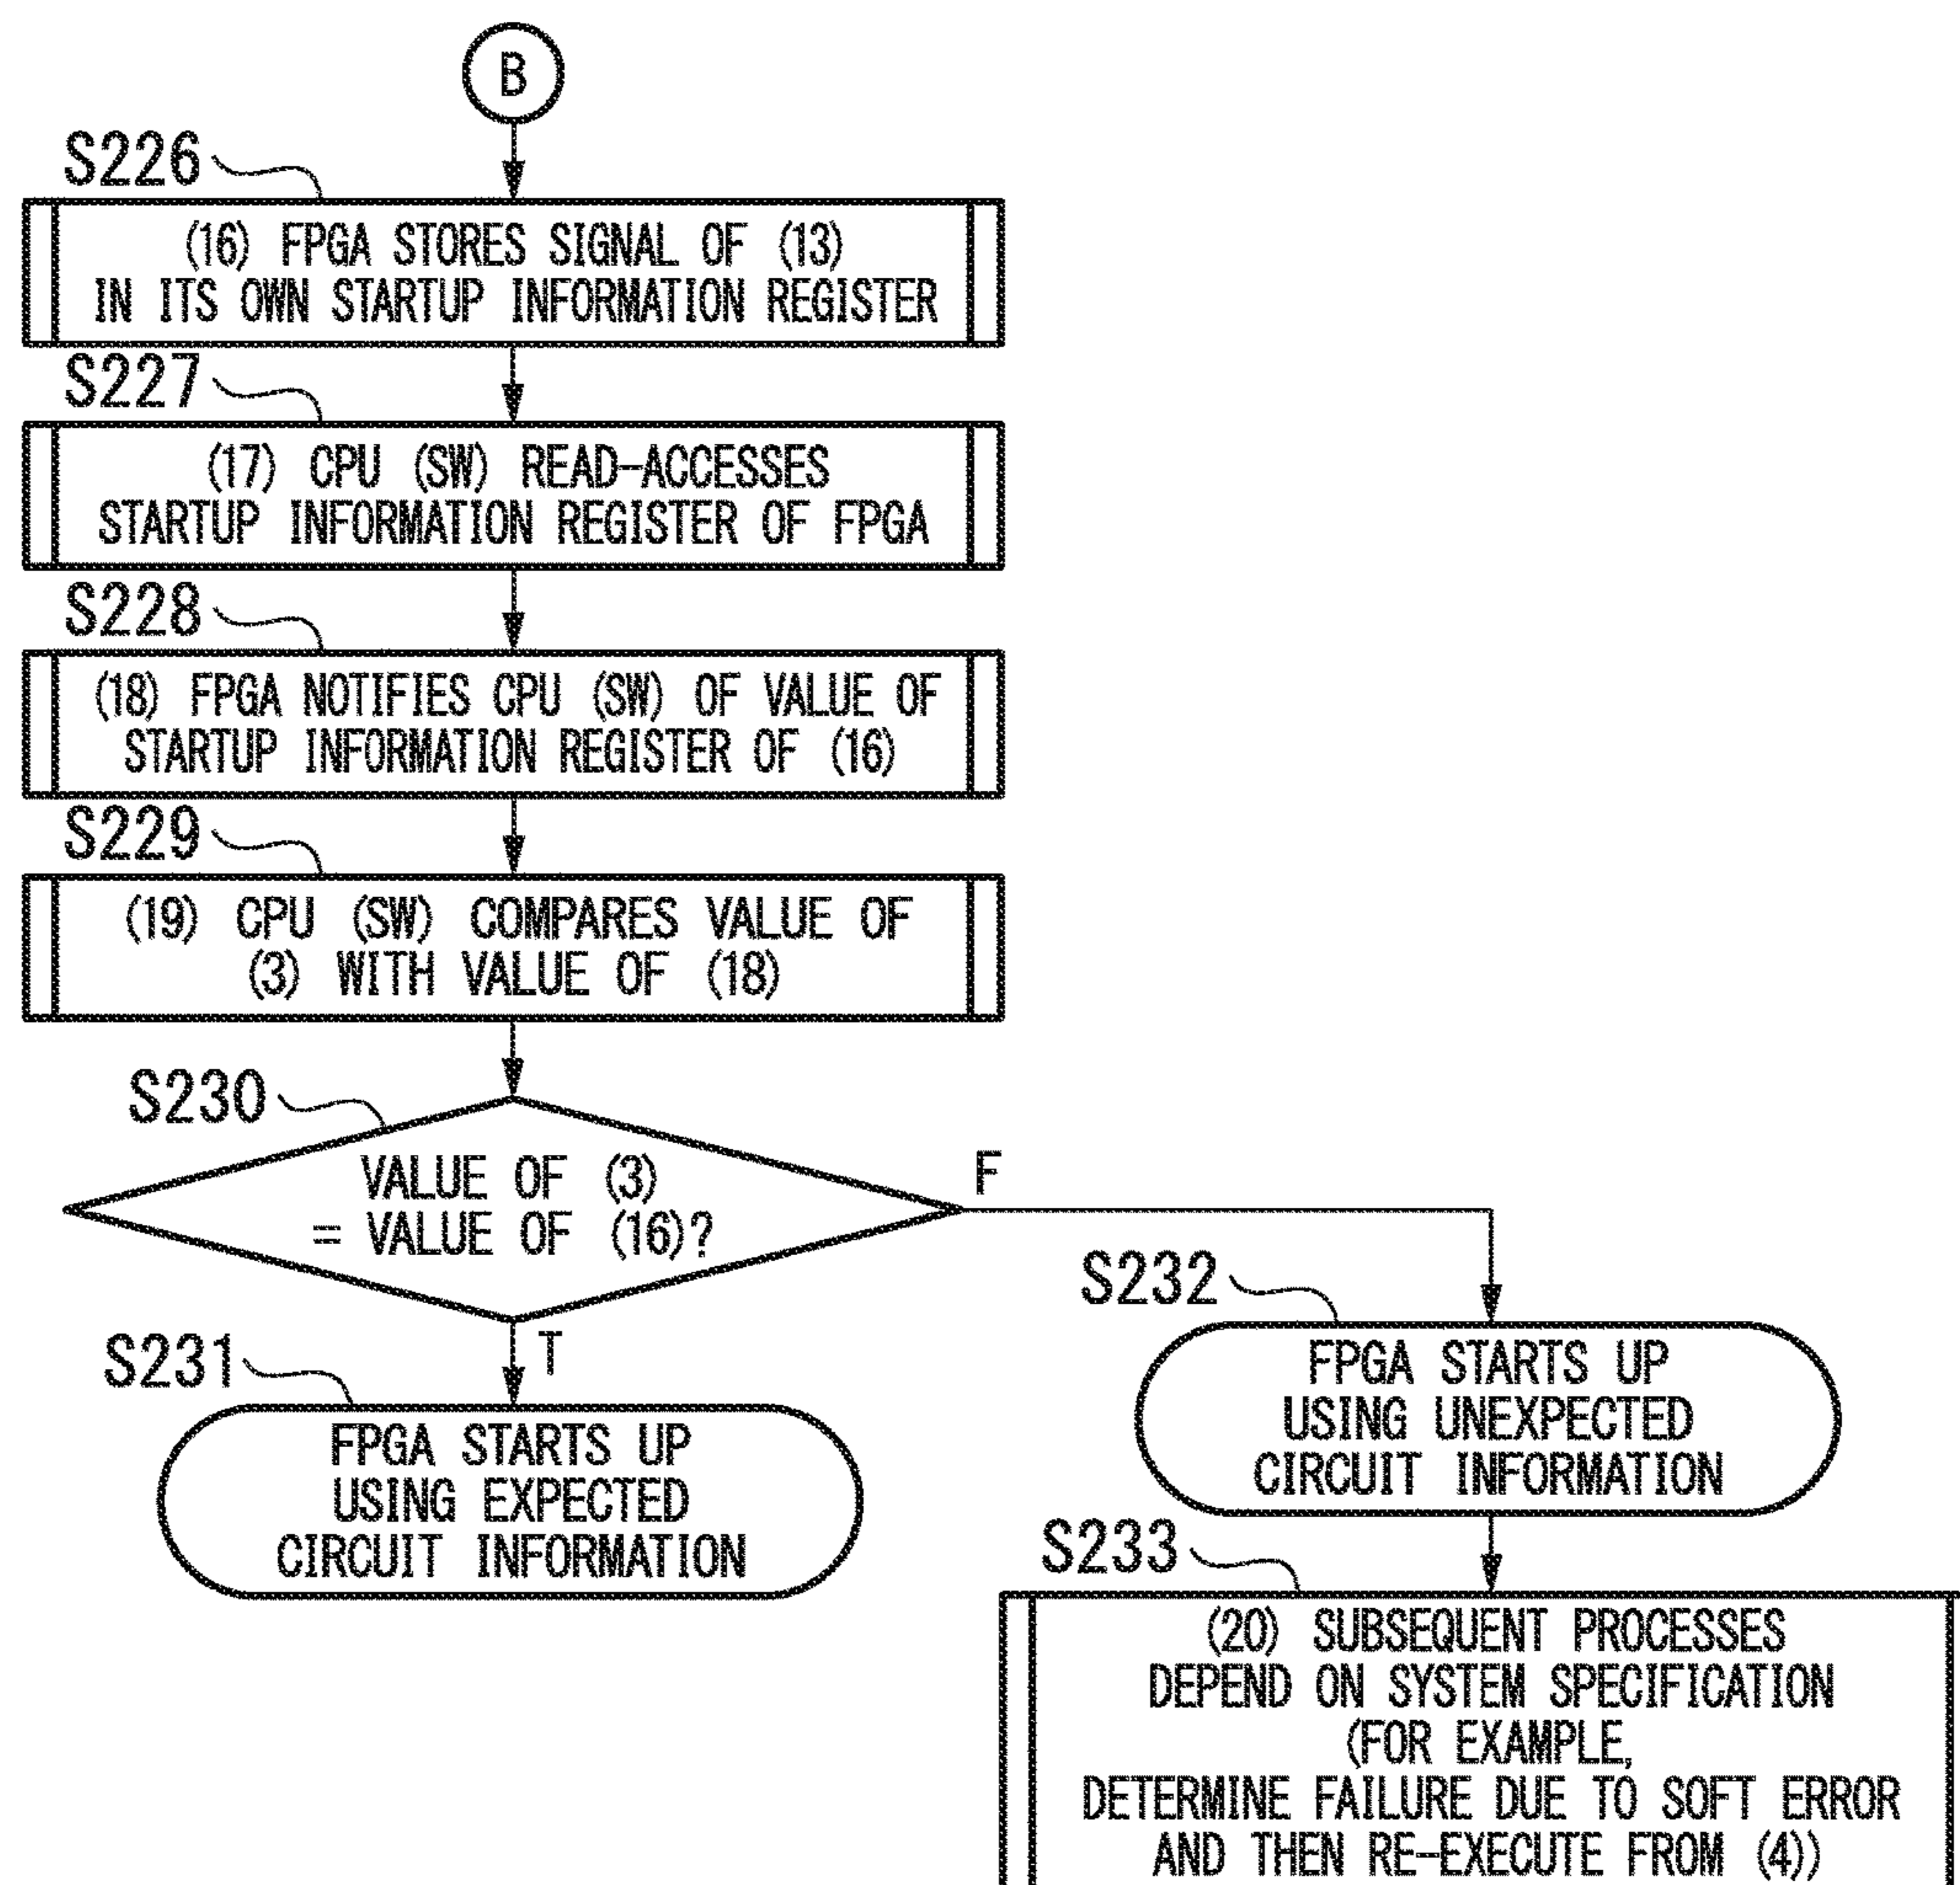 B
S226
(16) FPGA STORES SIGNAL OF (13)
IN ITS OWN STARTUP INFORMATION REGISTER
S227
(17) CPU (SW) READ-ACCESSES
STARTUP INFORMATION REGISTER OF FPGA
S228
(18) FPGA NOTIFIES CPU (SW) OF VALUE OF
STARTUP INFORMATION REGISTER OF (16)
S229
(19) CPU (SW) COMPARES VALUE OF
(3) WITH VALUE OF (18)
S230
VALUE OF (3)
= VALUE OF (16)?
F
T
S231
FPGA STARTS UP
USING EXPECTED
CIRCUIT INFORMATION
S232
FPGA STARTS UP
USING UNEXPECTED
CIRCUIT INFORMATION
S233
(20) SUBSEQUENT PROCESSES
DEPEND ON SYSTEM SPECIFICATION
(FOR EXAMPLE,
DETERMINE FAILURE DUE TO SOFT ERROR
AND THEN RE-EXECUTE FROM (4))